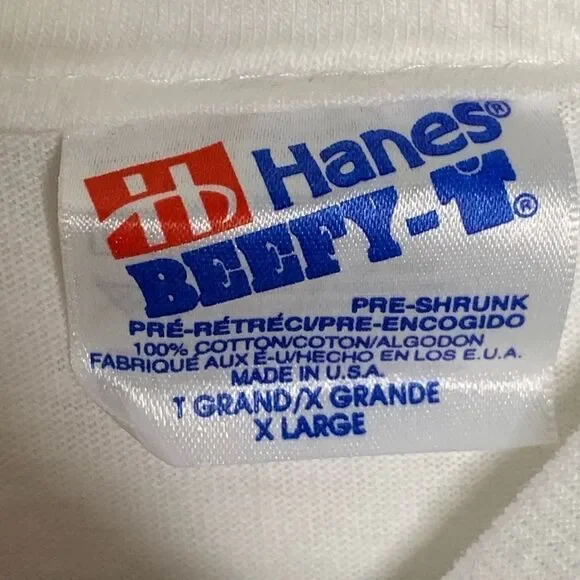 Hanes®
BEEFY-T®
PRE-SHRUNK
PRÉ-RÉTRÉCI/PRE-ENCOGIDO
100% COTTON/COTON/ALGODON
FABRIQUÉ AUX É-U/HECHO EN LOS E.U.A.
MADE IN U.S.A.
T GRAND/X GRANDE
X LARGE